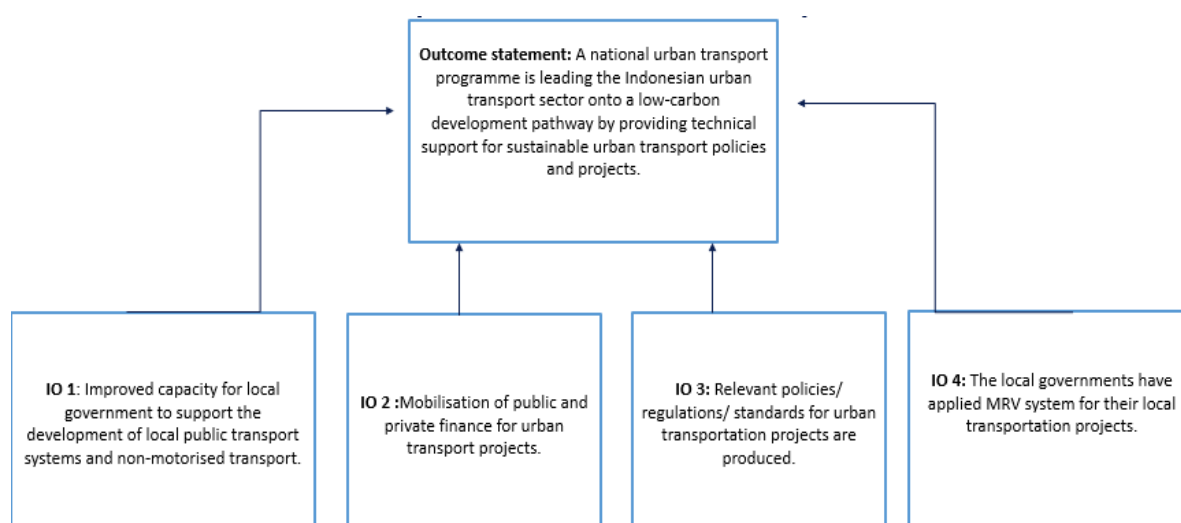 Outcome statement: A national urban transport
programme is leading the Indonesian urban
transport sector onto a low-carbon
development pathway by providing technical
support for sustainable urban transport policies
and projects.
IO 1: Improved capacity for local
government to support the
development of local public transport
systems and non-motorised transport.
IO 2 :Mobilisation of public and
private finance for urban
transport projects.
IO 3: Relevant policies/
regulations/ standards for urban
transportation projects are
produced.
IO 4: The local governments have
applied MRV system for their local
transportation projects.